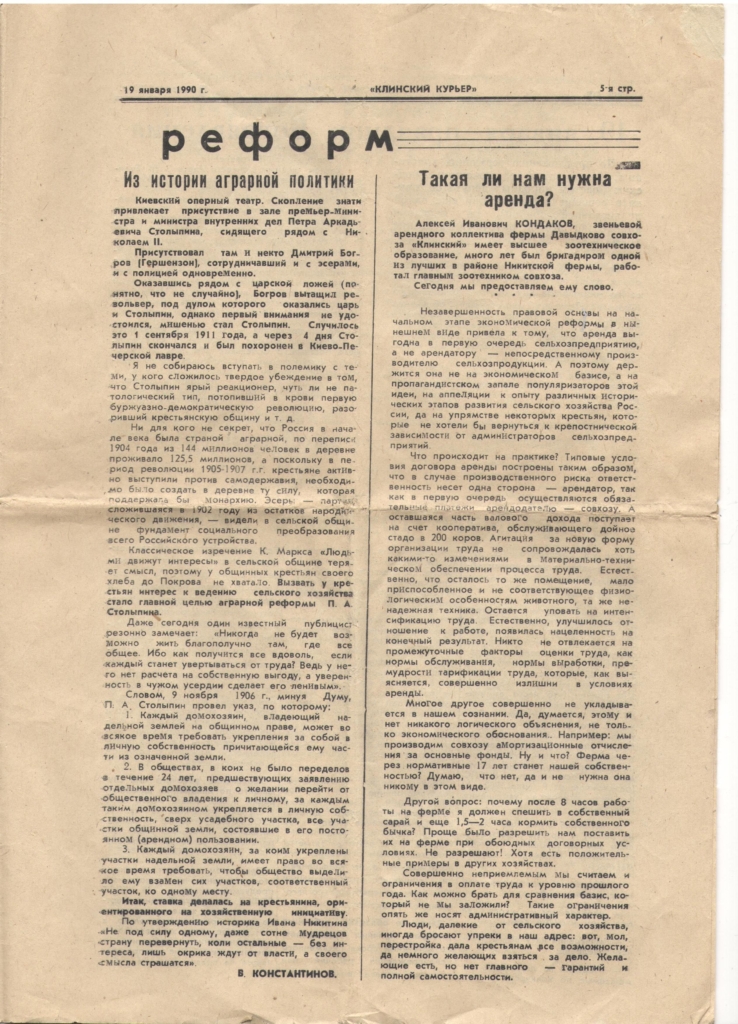 19 января 1990 г.
«КЛИНСКИЙ КУРЬЕР»
5-я стр.
реформ
Из истории аграрной политики
Киевский оперный театр. Скопление знати
привлекает присутствие в зале премьер-мини-
стра и министра внутренних дел Петра Аркадь-
евича Столыпина, сидящего рядом с Ни-
колаем II.
Присутствовал там и некто Дмитрий Бог-
ров [Гершензон], сотрудничавший и с эсерами,
и с полицией одновременно.
Оказавшись рядом с царской ложей (по-
нятно, что не случайно), Богров вытащил ре-
вольвер, под дулом которого оказались царь
и Столыпин, однако первый внимания не удо-
стоился, мишенью стал Столыпин. Случилось
это 1 сентября 1911 года, а через 4 дня Сто-
лыпин скончался и был похоронен в Киево-Пе-
черской лавре.
Я не собираюсь вступать в полемику с те-
ми, у кого сложилось твердое убеждение в том,
что Столыпин ярый реакционер, чуть ли не па-
тологический тип, потопивший в крови первую
буржуазно-демократическую революцию, разо-
ривший крестьянскую общину и т. д.
Ни для кого не секрет, что Россия в нача-
ле века была страной аграрной, по переписи
1904 года из 144 миллионов человек в деревне
проживало 125,5 миллионов, а поскольку в пе-
риод революции 1905-1907 г.г. крестьяне актив-
но выступили против самодержавия, необходи-
мо было создать в деревне ту силу, которая
поддержала бы монархию. Эсеры — партия,
сложившаяся в 1902 году из остатков народни-
ческого движения, — видели в сельской общи-
не фундамент социального преобразования
всего Российского устройства.
Классическое изречение К. Маркса «Людь-
ми движут интересы» в сельской общине теря-
ет смысл, поэтому у общинных крестьян своего
хлеба до Покрова не хватало. Вызвать у кре-
стьян интерес к ведению сельского хозяйства
стало главной целью аграрной реформы П. А.
Столыпина.
Даже сегодня один известный публицист
резонно замечает: «Никогда не будет воз-
можно жить благополучно там, где все
общее. Ибо как получится все вдоволь, если
каждый станет увертываться от труда? Ведь у не-
го нет расчета на собственную выгоду, а уверен-
ность в чужом усердии сделает его ленивым».
Словом, 9 ноября 1906 г., минуя Думу,
П. А. Столыпин провел указ, по которому:
1. Каждый домохозяин, владеющий на-
дельной землей на общинном праве, может во
всякое время требовать укрепления за собой в
личную собственность причитающейся ему части
из означенной земли.
2. В обществах, в коих не было переделов
в течение 24 лет, предшествующих заявлению
отдельных домохозяев о желании перейти от
общественного владения к личному, за каждым
таким домохозяином укрепляется в личную соб-
ственность, сверх усадебного участка, все уча-
стки общинной земли, состоявшие в его посто-
янном (арендном) пользовании.
3. Каждый домохозяин, за коим укреплены
участки надельной земли, имеет право во вся-
кое время требовать, чтобы общество выдели-
ло ему взамен сих участков, соответственный
участок, ко одному месту.
Итак, ставка делалась на крестьянина, ори-
ентированного на хозяйственную инициативу.
По утверждению историка Ивана Никитина
«Не под силу одному, даже сотне мудрецов
страну перевернуть, коли остальные — без ин-
тереса, лишь окрика ждут от власти, а своего
смысла страшатся».
В. КОНСТАНТИНОВ.
Такая ли нам нужна
аренда?
Алексей Иванович КОНДАКОВ, звеньевой
арендного коллектива фермы Давыдково совхо-
за «Клинский» имеет высшее зоотехническое
образование, много лет был бригадиром одной
из лучших в районе Никитской фермы, рабо-
тал главным зоотехником совхоза.
Сегодня мы предоставляем ему слово.
* * *
Незавершенность правовой основы на на-
чальном этапе экономической реформы в ны-
нешнем виде привела к тому, что аренда вы-
годна в первую очередь сельхозпредприятию,
а не арендатору — непосредственному произ-
водителю сельхозпродукции. А поэтому дер-
жится она не на экономическом базисе, а на
пропагандистском запале популяризаторов этой
идеи, на аппеляции к опыту различных истори-
ческих этапов развития сельского хозяйства Рос-
сии, да на упрямстве некоторых крестьян, кото-
рые не хотели бы вернуться к крепостнической
зависимости от администраторов сельхозпред-
приятий.
Что происходит на практике? Типовые усло-
вия договора аренды построены таким образом,
что в случае производственного риска ответст-
венность несет одна сторона — арендатор, так
как в первую очередь осуществляются обяза-
тельные платежи арендодателю — совхозу. А
оставшаяся часть валового дохода поступает
на счет кооператива, обслуживающего дойное
стадо в 200 коров. Агитация за новую форму
организации труда не сопровождалась хоть
какими-то изменениями в материально-техни-
ческом обеспечении процесса труда. Естест-
венно, что осталось то же помещение, мало
приспособленное и не соответствующее физио-
логическим особенностям животного, та же не-
надежная техника. Остается уповать на интен-
сификацию труда. Естественно, улучшилось от-
ношение к работе, появилась нацеленность на
конечный результат. Никто не отвлекается на
промежуточные факторы оценки труда, как
нормы обслуживания, нормы выработки, пре-
мудрости тарификации труда, которые, как вы-
ясняется, совершенно излишни в условиях
аренды.
Многое другое совершенно не укладывает-
ся в нашем сознании. Да, думается, этому и
нет никакого логического объяснения, не толь-
ко экономического обоснования.. Например: мы
производим совхозу амортизационные отчисле-
ния за основные фонды. Ну и что? Ферма че-
рез нормативные 17 лет станет нашей собствен-
ностью? Думаю, что нет, да и не нужна она
никому в этом виде.
Другой вопрос: почему после 8 часов рабо-
ты на ферме я должен спешить в собственный
сарай и еще 1,5—2 часа кормить собственного
бычка? Проще было разрешить нам поставить
их на ферме при обоюдных договорных ус-
ловиях. Не разрешают! Хотя есть положитель-
ные примеры в других хозяйствах.
Совершенно неприемлемым мы считаем и
ограничения в оплате труда к уровню прошлого
года. Как можно брать для сравнения базис, ко-
торый не мы заложили! Такие ограничения
опять же носят административный характер.
Люди, далекие от сельского хозяйства,
иногда бросают упреки в наш адрес: вот, мол,
перестройка дала крестьянам все возможности,
да немного желающих взяться за дело. Желаю-
щие есть, но нет главного — гарантий и
полной самостоятельности.